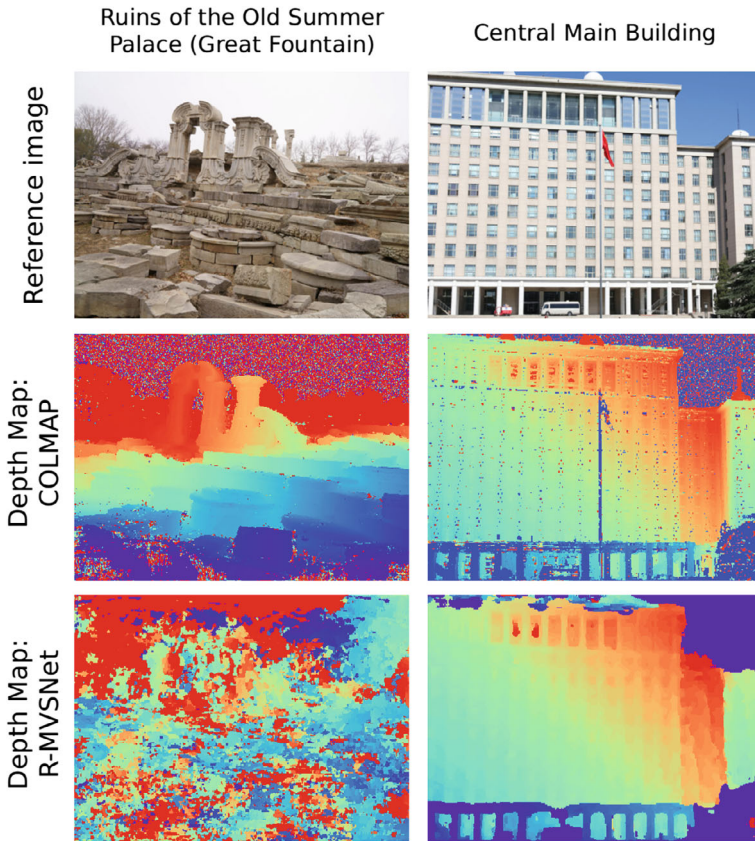 Ruins of the Old Summer
Palace (Great Fountain)
Central Main Building
Reference image
Depth Map:
COLMAP
Depth Map:
R-MVSNet